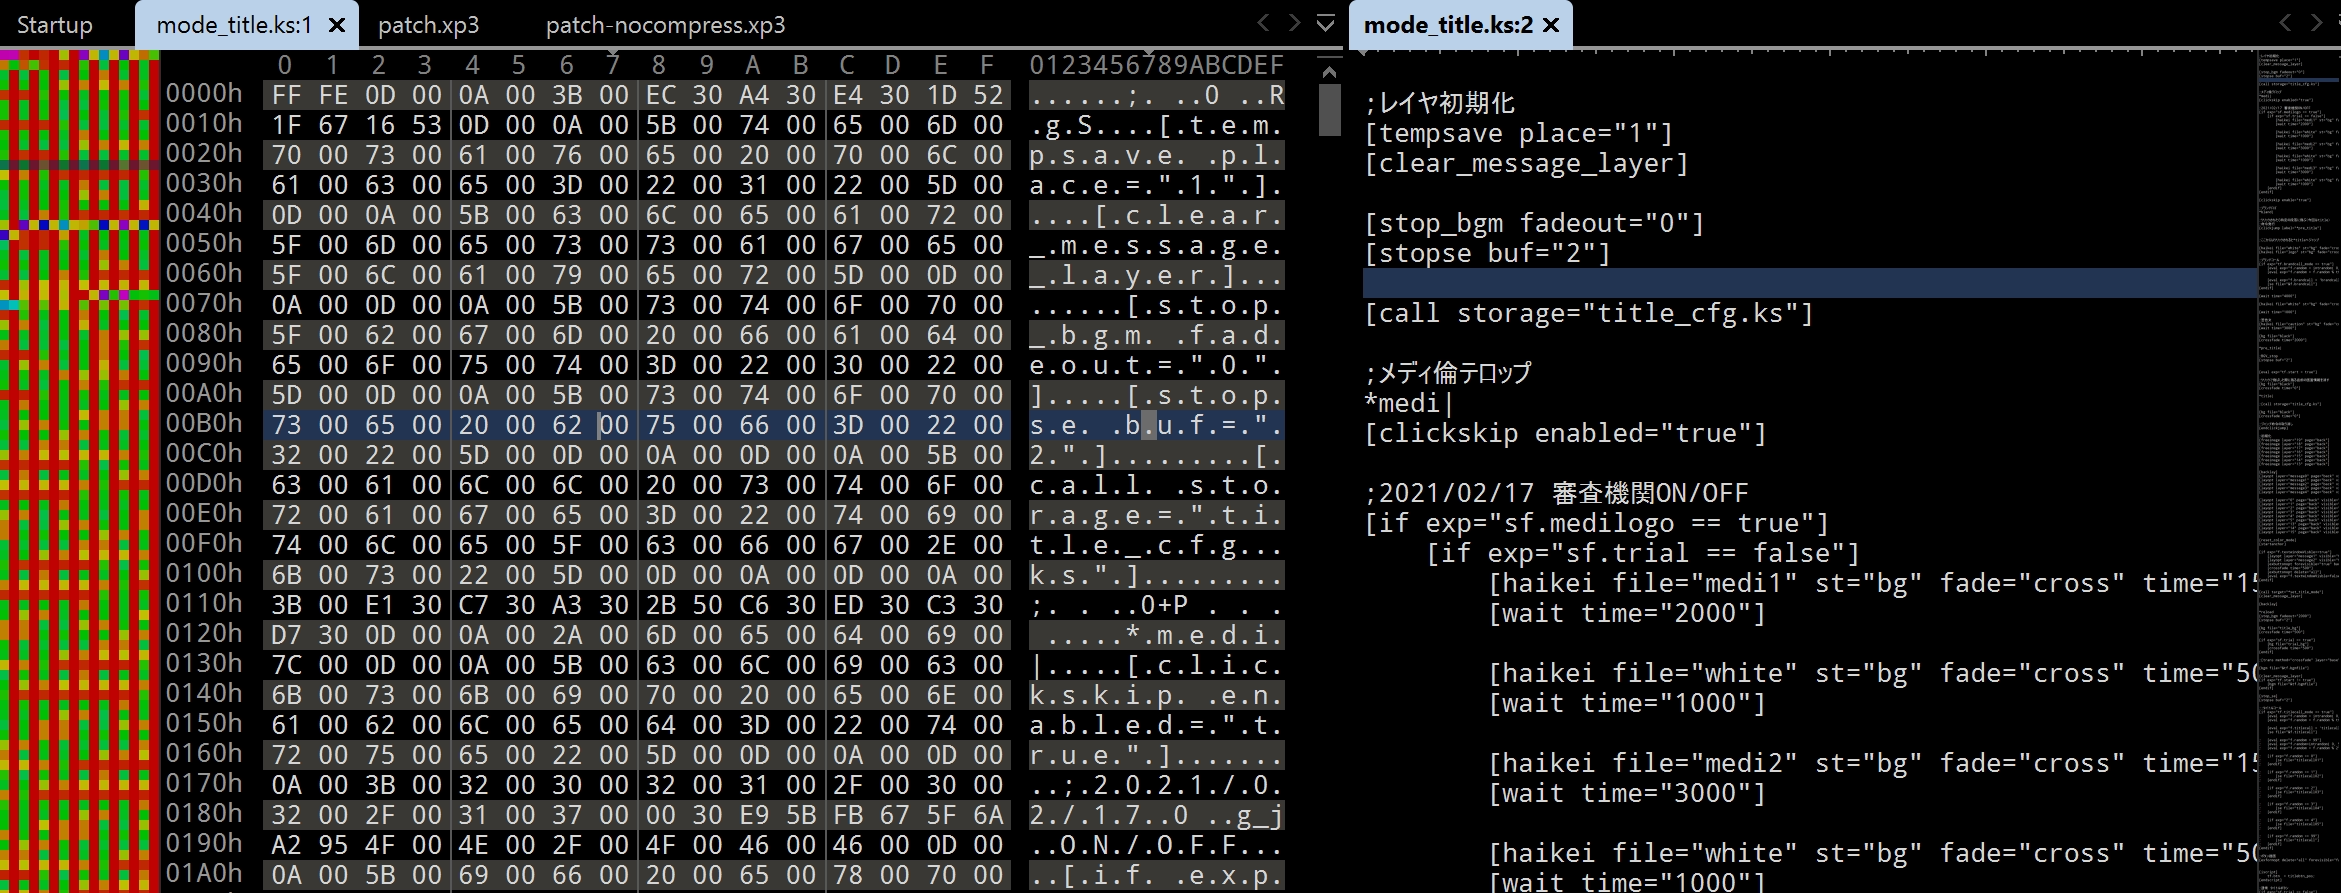 Startup
mode_title.ks:1
patch.xp3
patch-nocompress.xp3
mode_title.ks:2
0 1 2 3 4 5 6 7 8 9 A B C D E F 0123456789ABCDEF
0000h FF FE 0D 00 0A 00 3B 00 EC 30 A4 30 E4 30 1D 52 ......;. ..0 ..R
0010h 1F 67 16 53 0D 00 0A 00 5B 00 74 00 65 00 6D 00 .g.S....[.t.e.m.
0020h 70 00 73 00 61 00 76 00 65 00 20 00 70 00 6C 00 p.s.a.v.e. .p.l.
0030h 61 00 63 00 65 00 3D 00 22 00 31 00 22 00 5D 00 a.c.e.=.".1.".].
0040h 0D 00 0A 00 5B 00 63 00 6C 00 65 00 61 00 72 00 ....[.c.l.e.a.r.
0050h 5F 00 6D 00 65 00 73 00 73 00 61 00 67 00 65 00 _.m.e.s.s.a.g.e.
0060h 5F 00 6C 00 61 00 79 00 65 00 72 00 5D 00 0D 00 _.l.a.y.e.r.]...
0070h 0A 00 0D 00 0A 00 5B 00 73 00 74 00 6F 00 70 00 ......[.s.t.o.p.
0080h 5F 00 62 00 67 00 6D 00 20 00 66 00 61 00 64 00 _.b.g.m. .f.a.d.
0090h 65 00 6F 00 75 00 74 00 3D 00 22 00 30 00 22 00 e.o.u.t.=.".0.".
00A0h 5D 00 0D 00 0A 00 5B 00 73 00 74 00 6F 00 70 00 ].....[.s.t.o.p.
00B0h 73 00 65 00 20 00 62 00 75 00 66 00 3D 00 22 00 s.e. .b.u.f.=.".
00C0h 32 00 22 00 5D 00 0D 00 0A 00 0D 00 0A 00 5B 00 2.".].........[.
00D0h 63 00 61 00 6C 00 6C 00 20 00 73 00 74 00 6F 00 c.a.l.l. .s.t.o.
00E0h 72 00 61 00 67 00 65 00 3D 00 22 00 74 00 69 00 r.a.g.e.=.".t.i.
00F0h 74 00 6C 00 65 00 5F 00 63 00 66 00 67 00 2E 00 t.l.e._.c.f.g...
0100h 6B 00 73 00 22 00 5D 00 0D 00 0A 00 0D 00 0A 00 k.s.".].........
0110h 3B 00 E1 30 C7 30 A3 30 2B 50 C6 30 ED 30 C3 30 ;. . ..0+P . . .
0120h D7 30 0D 00 0A 00 2A 00 6D 00 65 00 64 00 69 00  .....*.m.e.d.i.
0130h 7C 00 0D 00 0A 00 5B 00 63 00 6C 00 69 00 63 00 |.....[.c.l.i.c.
0140h 6B 00 73 00 6B 00 69 00 70 00 20 00 65 00 6E 00 k.s.k.i.p. .e.n.
0150h 61 00 62 00 6C 00 65 00 64 00 3D 00 22 00 74 00 a.b.l.e.d.=.".t.
0160h 72 00 75 00 65 00 22 00 5D 00 0D 00 0A 00 0D 00 r.u.e.".].......
0170h 0A 00 3B 00 32 00 30 00 32 00 31 00 2F 00 30 00 ..;.2.0.2.1./.0.
0180h 32 00 2F 00 31 00 37 00 00 30 E9 5B FB 67 5F 6A 2./.1.7..0 ..g_j
0190h A2 95 4F 00 4E 00 2F 00 4F 00 46 00 46 00 0D 00 ..O.N./.O.F.F...
01A0h 0A 00 5B 00 69 00 66 00 20 00 65 00 78 00 70 00 ..[.i.f. .e.x.p.
;レイヤ初期化
[tempsave place="1"]
[clear_message_layer]
[stop_bgm fadeout="0"]
[stopse buf="2"]
[call storage="title_cfg.ks"]
;メディ倫テロップ
*medi|
[clickskip enabled="true"]
;2021/02/17 審査機関ON/OFF
[if exp="sf.medilogo == true"]
[if exp="sf.trial == false"]
[haikei file="medi1" st="bg" fade="cross" time="15
[wait time="2000"]
[haikei file="white" st="bg" fade="cross" time="50
[wait time="1000"]
[haikei file="medi2" st="bg" fade="cross" time="15
[wait time="3000"]
[haikei file="white" st="bg" fade="cross" time="50
[wait time="1000"]